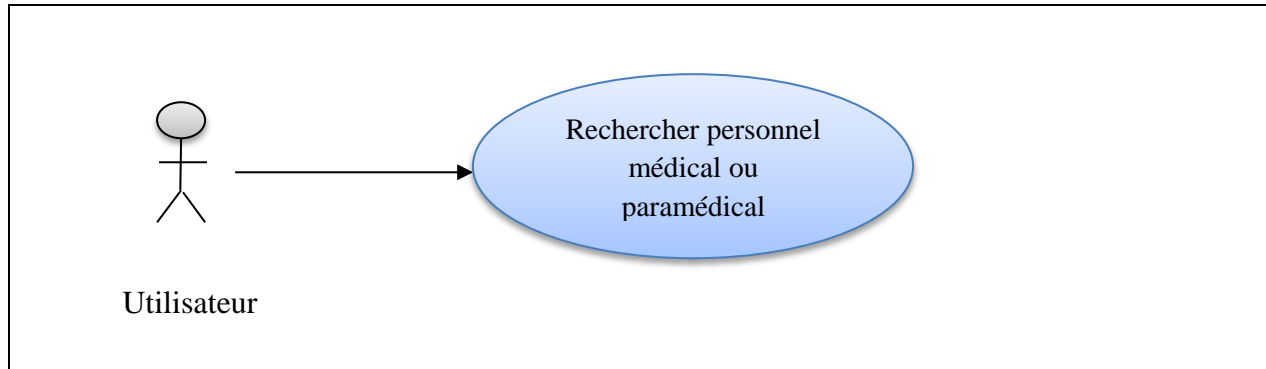 Rechercher personnel
médical ou
paramédical
Utilisateur